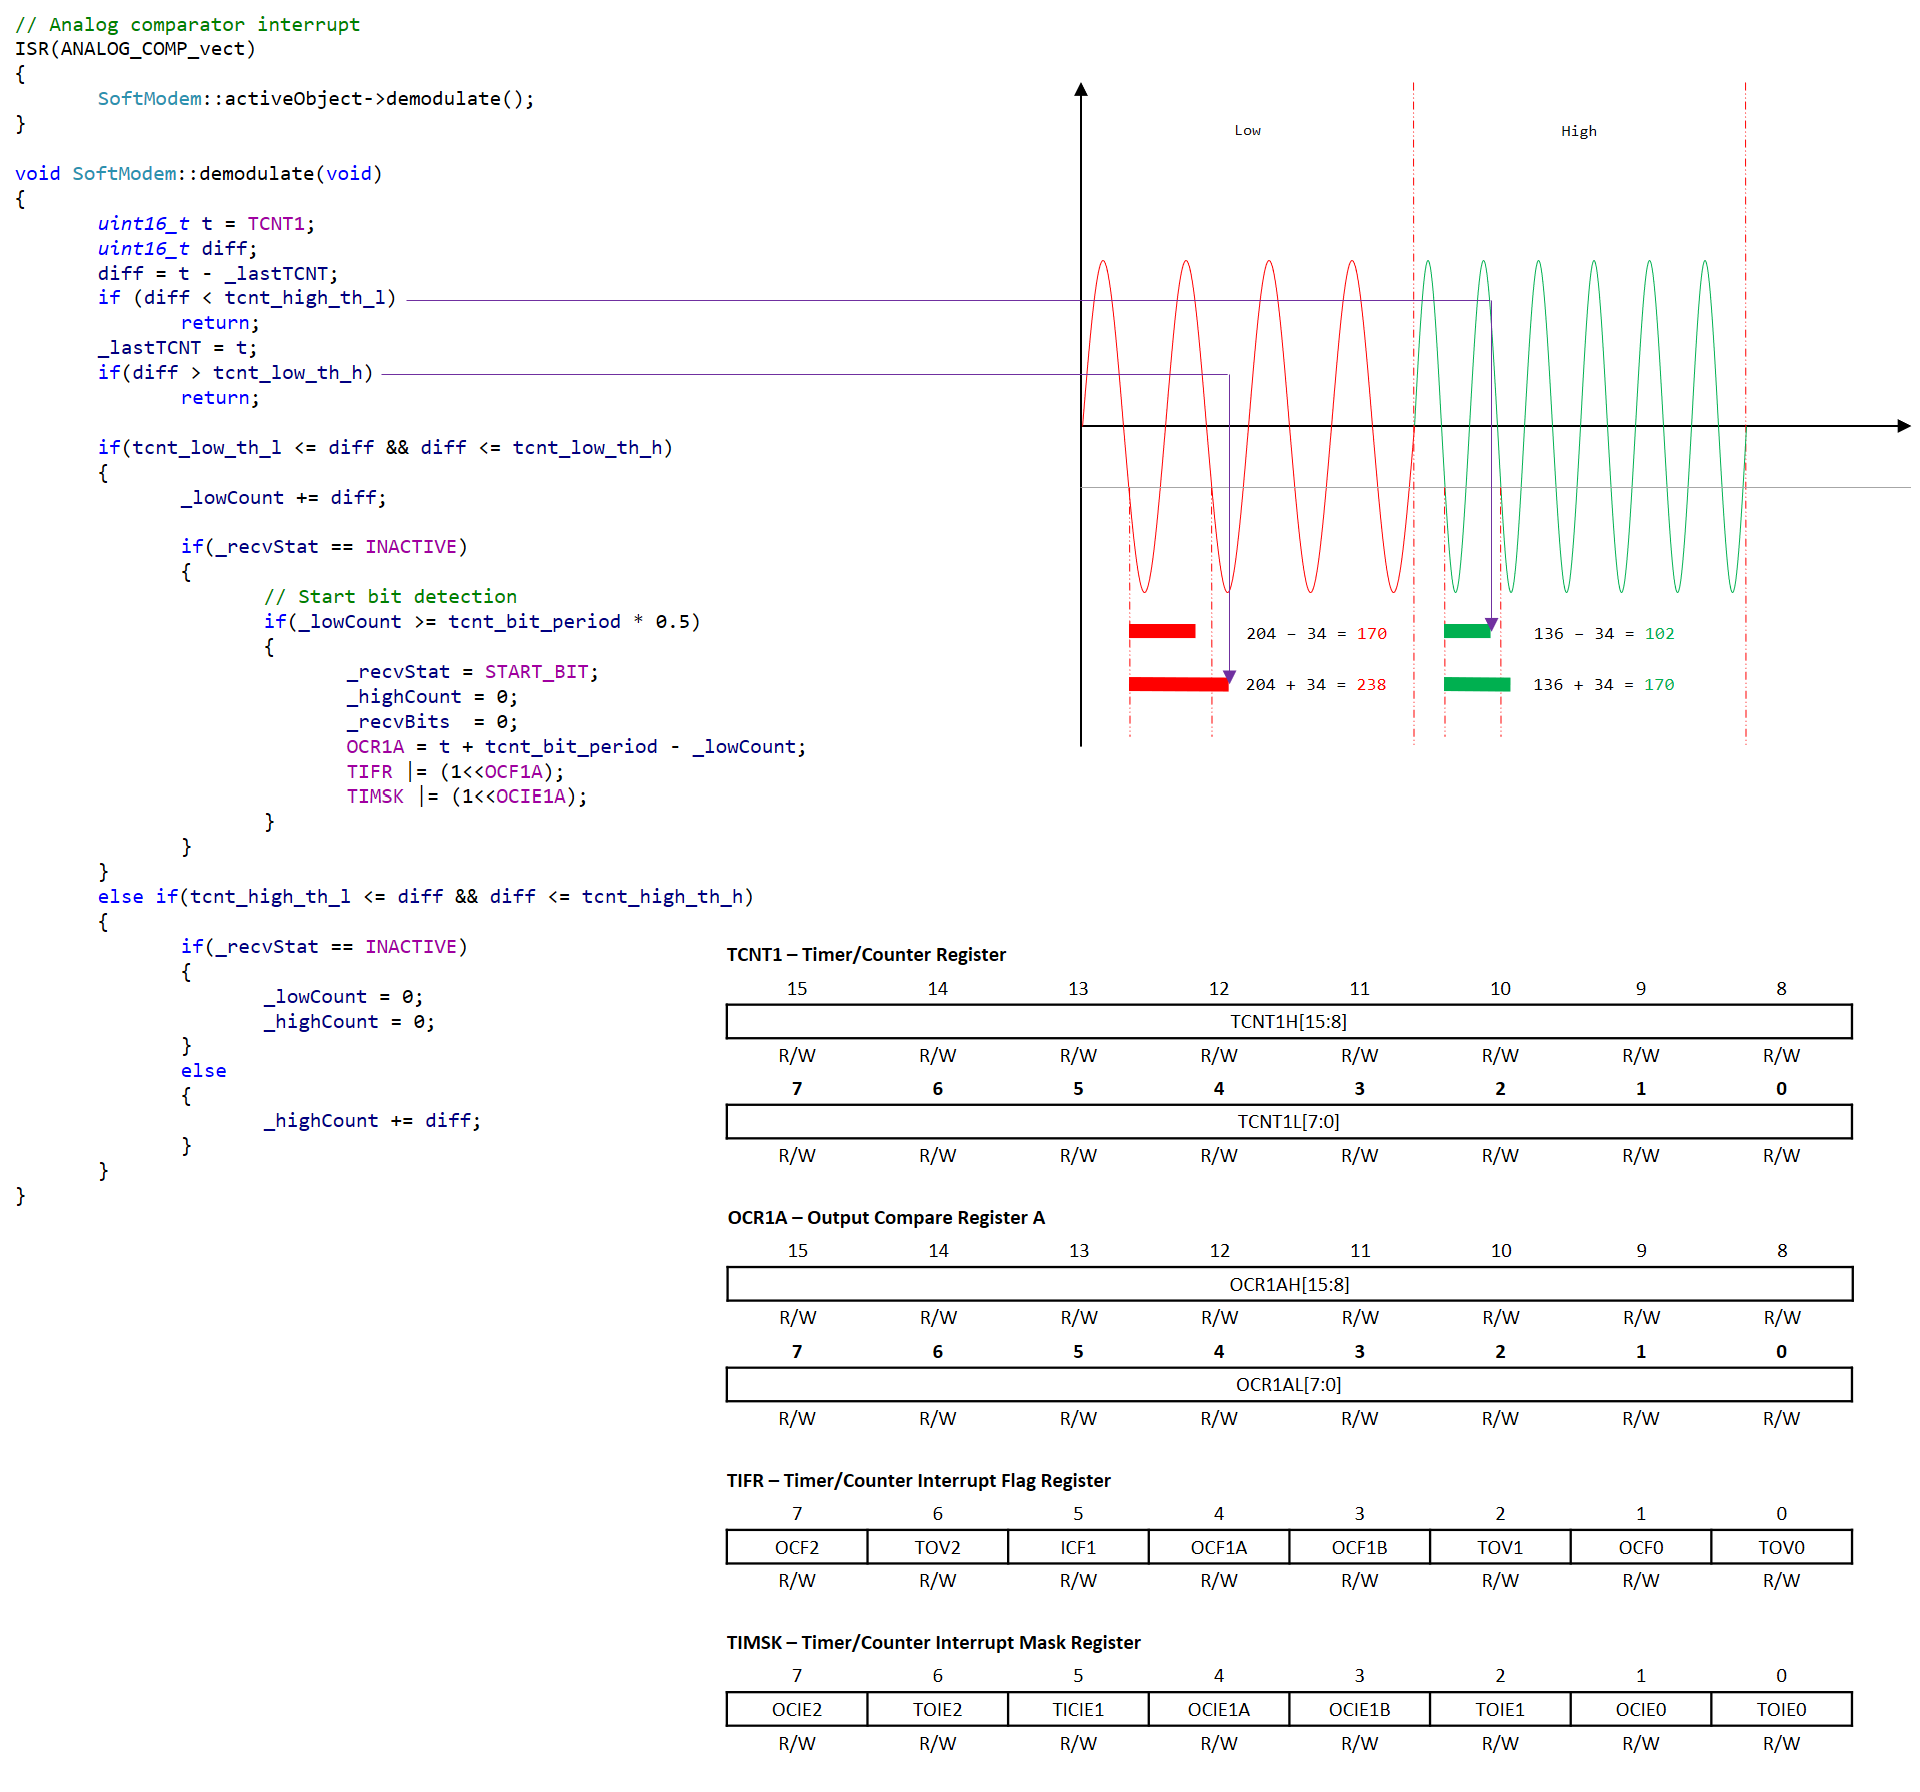 // Analog comparator interrupt
ISR(ANALOG_COMP_vect)
{
SoftModem::activeObject->demodulate();
}
void SoftModem::demodulate(void)
{
uint16_t t = TCNT1;
uint16_t diff;
diff = t - _lastTCNT;
if (diff < tcnt_high_th_l)
return;
_lastTCNT = t;
if(diff > tcnt_low_th_h)
return;
if(tcnt_low_th_l <= diff && diff <= tcnt_low_th_h)
{
_lowCount += diff;
if(_recvStat == INACTIVE)
{
// Start bit detection
if(_lowCount >= tcnt_bit_period * 0.5)
{
_recvStat = START_BIT;
_highCount = 0;
_recvBits  = 0;
OCR1A = t + tcnt_bit_period - _lowCount;
TIFR |= (1<<OCF1A);
TIMSK |= (1<<OCIE1A);
}
}
}
else if(tcnt_high_th_l <= diff && diff <= tcnt_high_th_h)
{
if(_recvStat == INACTIVE)
{
_lowCount = 0;
_highCount = 0;
}
else
{
_highCount += diff;
}
}
}
Low High
204 – 34 = 170 136 – 34 = 102
204 + 34 = 238 136 + 34 = 170
TCNT1 – Timer/Counter Register
15 14 13 12 11 10 9 8
TCNT1H[15:8]
R/W R/W R/W R/W R/W R/W R/W R/W
7 6 5 4 3 2 1 0
TCNT1L[7:0]
R/W R/W R/W R/W R/W R/W R/W R/W
OCR1A – Output Compare Register A
15 14 13 12 11 10 9 8
OCR1AH[15:8]
R/W R/W R/W R/W R/W R/W R/W R/W
7 6 5 4 3 2 1 0
OCR1AL[7:0]
R/W R/W R/W R/W R/W R/W R/W R/W
TIFR – Timer/Counter Interrupt Flag Register
7 6 5 4 3 2 1 0
OCF2 TOV2 ICF1 OCF1A OCF1B TOV1 OCF0 TOV0
R/W R/W R/W R/W R/W R/W R/W R/W
TIMSK – Timer/Counter Interrupt Mask Register
7 6 5 4 3 2 1 0
OCIE2 TOIE2 TICIE1 OCIE1A OCIE1B TOIE1 OCIE0 TOIE0
R/W R/W R/W R/W R/W R/W R/W R/W